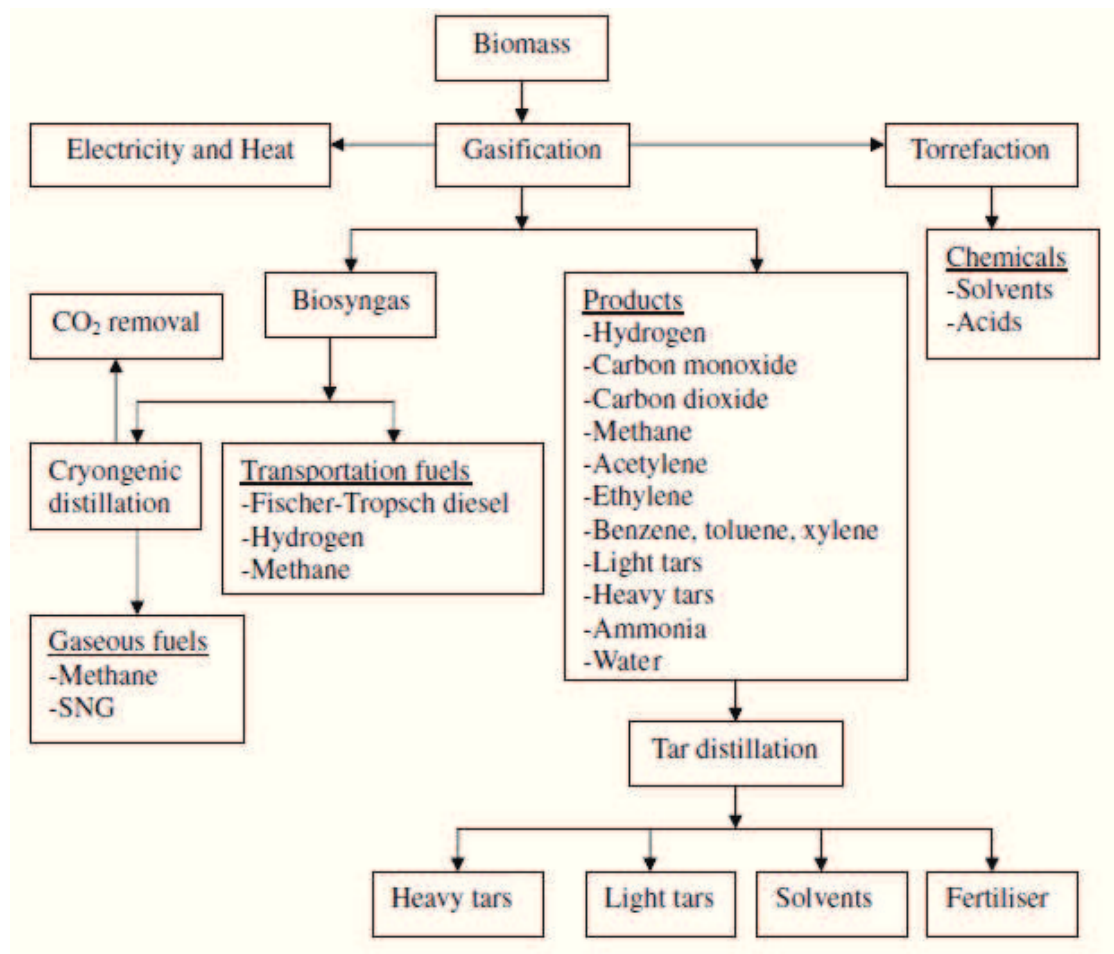 Biomass
Electricity and Heat
Gasification
Torrefaction
Chemicals
-Solvents
-Acids
Biosyngas
CO₂ removal
Products
-Hydrogen
-Carbon monoxide
-Carbon dioxide
-Methane
-Acetylene
-Ethylene
-Benzene, toluene, xylene
-Light tars
-Heavy tars
-Ammonia
-Water
Cryongenic
distillation
Transportation fuels
-Fischer-Tropsch diesel
-Hydrogen
-Methane
Gaseous fuels
-Methane
-SNG
Tar distillation
Heavy tars
Light tars
Solvents
Fertiliser